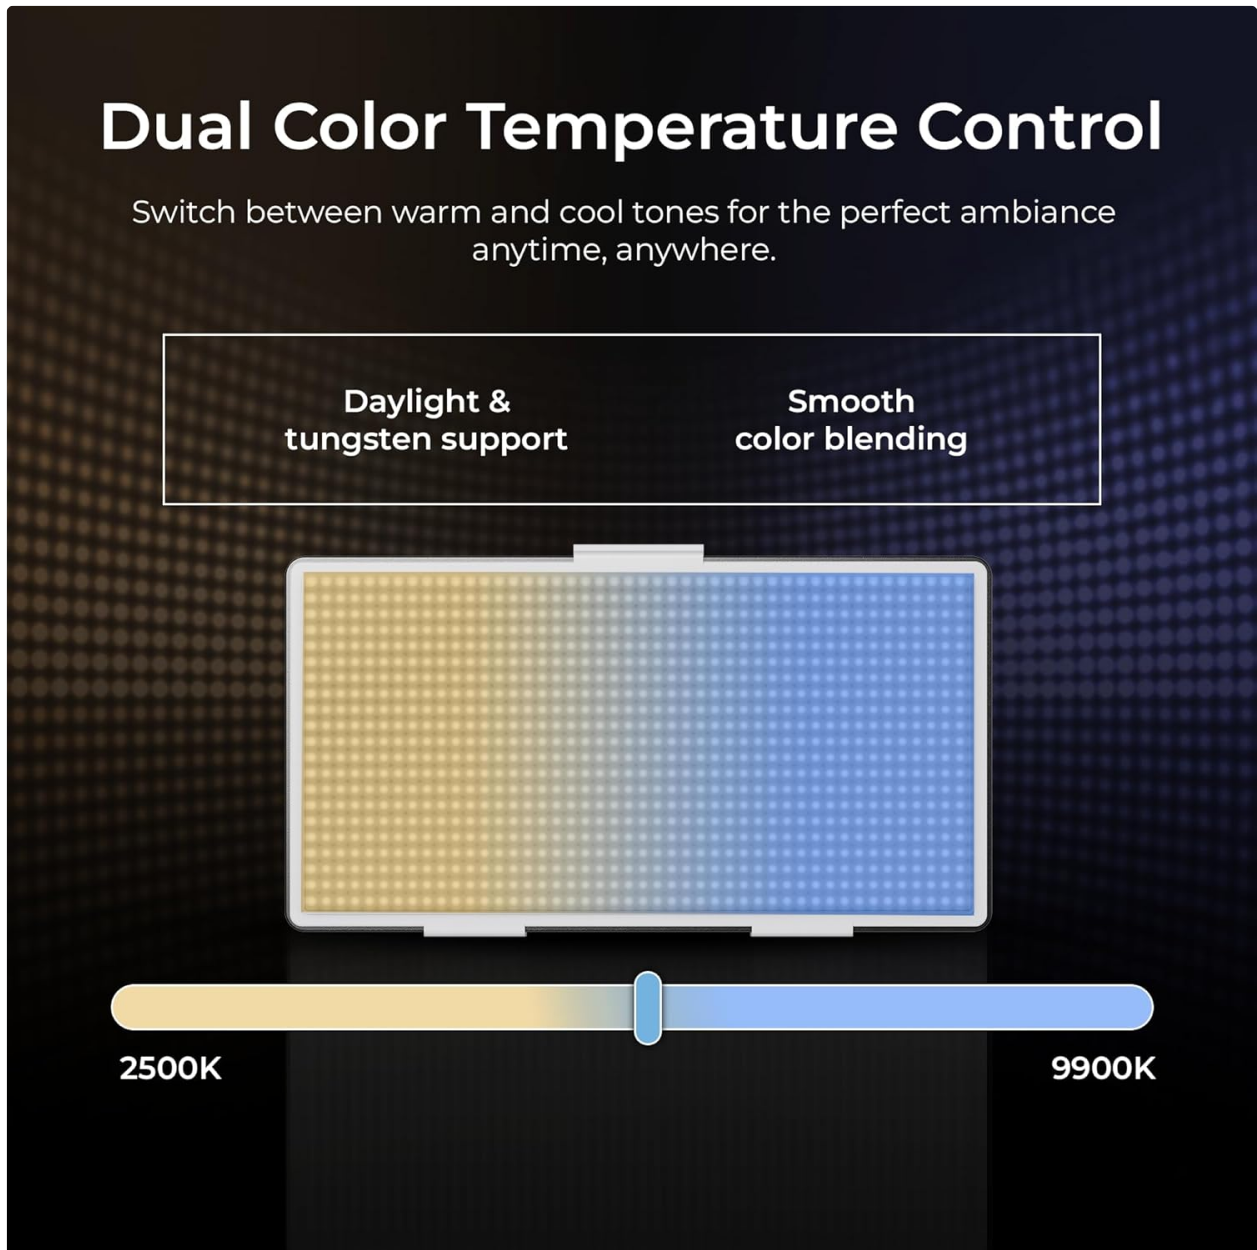 Dual Color Temperature Control
Switch between warm and cool tones for the perfect ambiance
anytime, anywhere.
Daylight &
tungsten support
Smooth
color blending
2500K
9900K